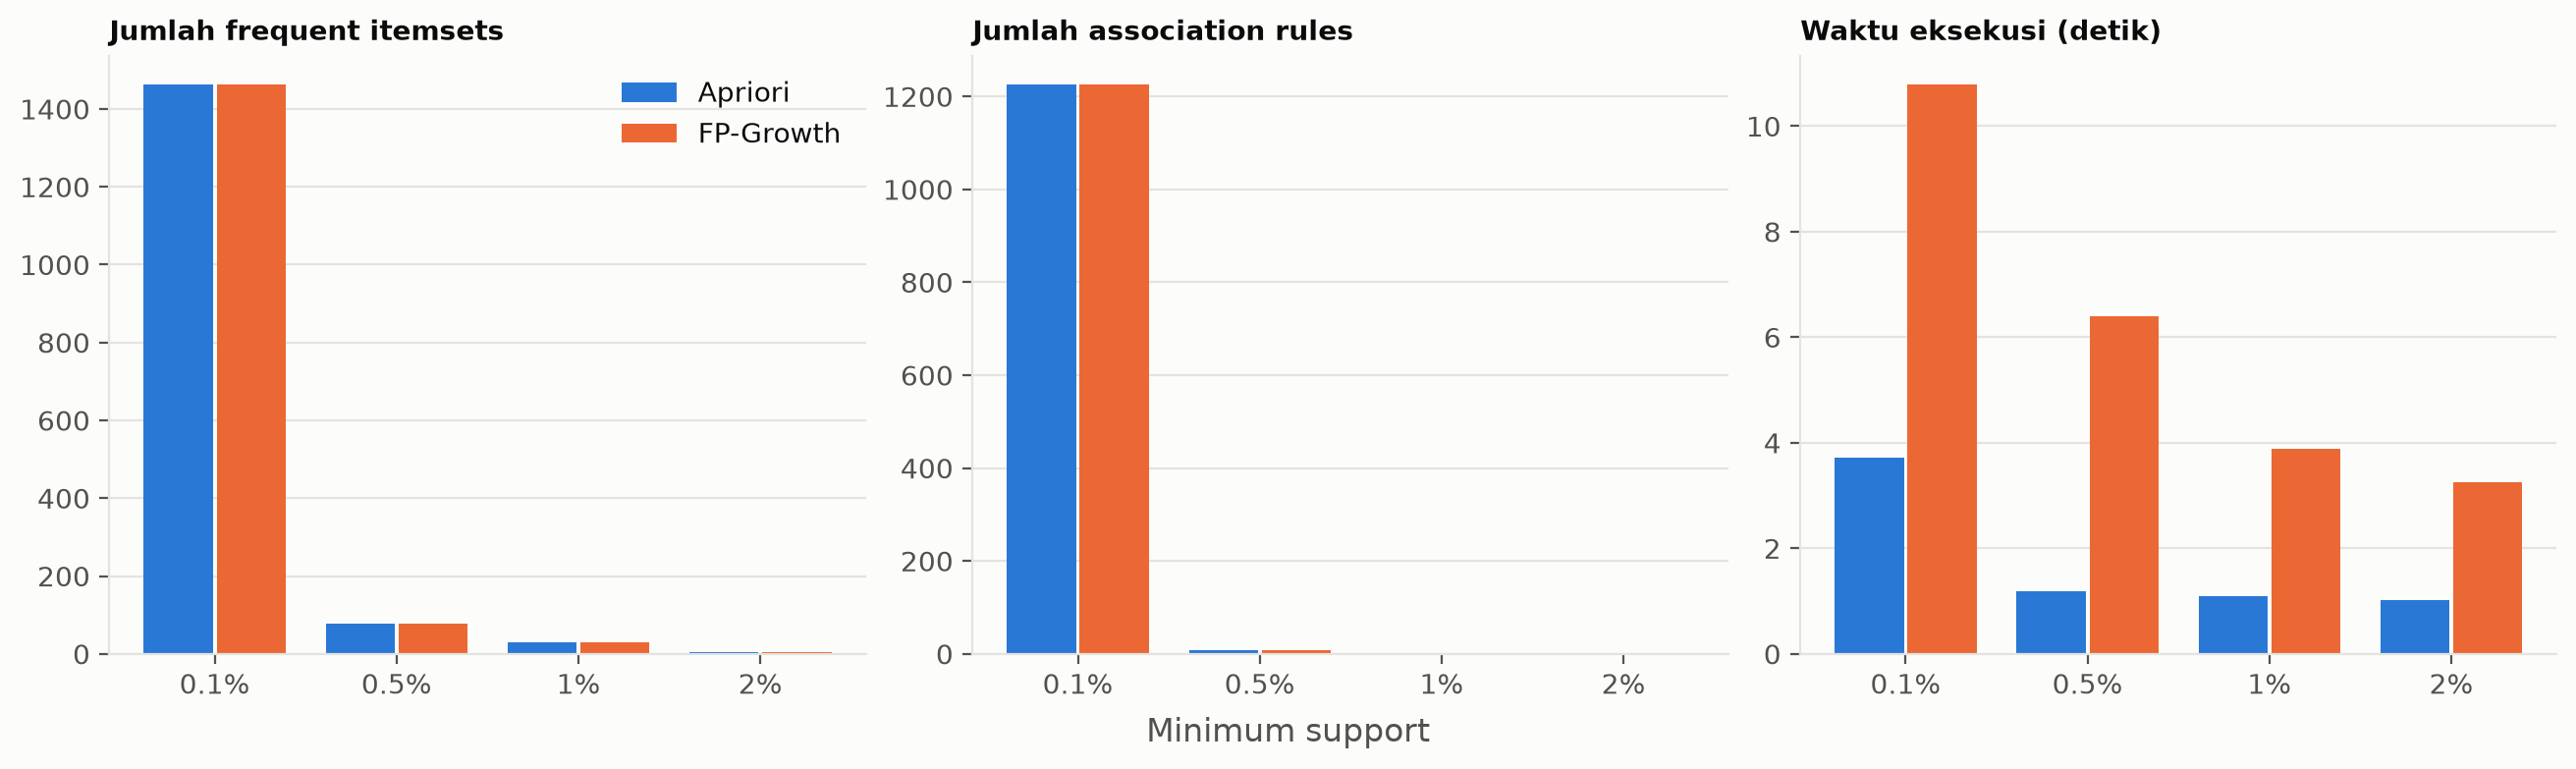 Jumlah frequent itemsets
1400
1200
1000
800
600
400
200
0
0.1% 0.5% 1% 2%
Apriori
FP-Growth
Jumlah association rules
1200
1000
800
600
400
200
0
0.1% 0.5% 1% 2%
Waktu eksekusi (detik)
10
8
6
4
2
0
0.1% 0.5% 1% 2%
Minimum support